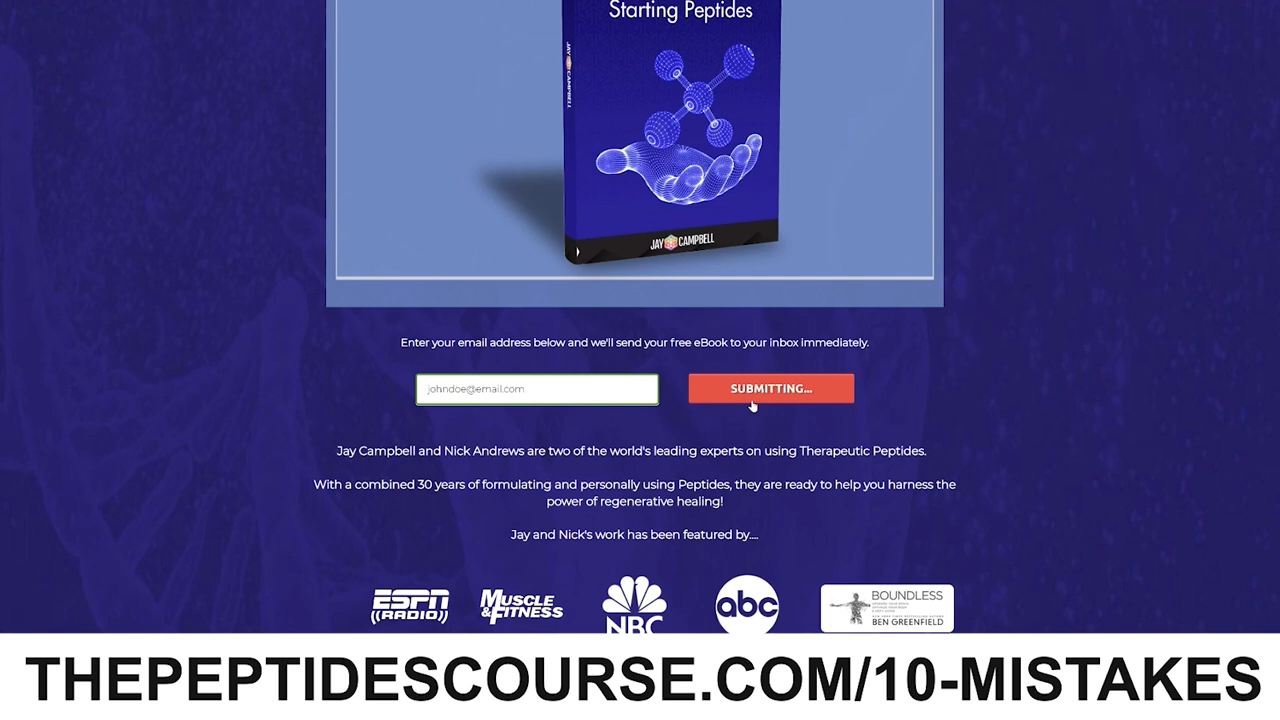 Starting Peptides
JAY CAMPBELL
JAY CAMPBELL
Enter your email address below and we'll send your free eBook to your inbox immediately.
johndoe@email.com
SUBMITTING...
Jay Campbell and Nick Andrews are two of the world's leading experts on using Therapeutic Peptides.
With a combined 30 years of formulating and personally using Peptides, they are ready to help you harness the
power of regenerative healing!
Jay and Nick's work has been featured by....
ESPN
RADIO
MUSCLE
&FITNESS
NBC
abc
BOUNDLESS
BEN GREENFIELD
THEPEPTIDESCOURSE.COM/10-MISTAKES